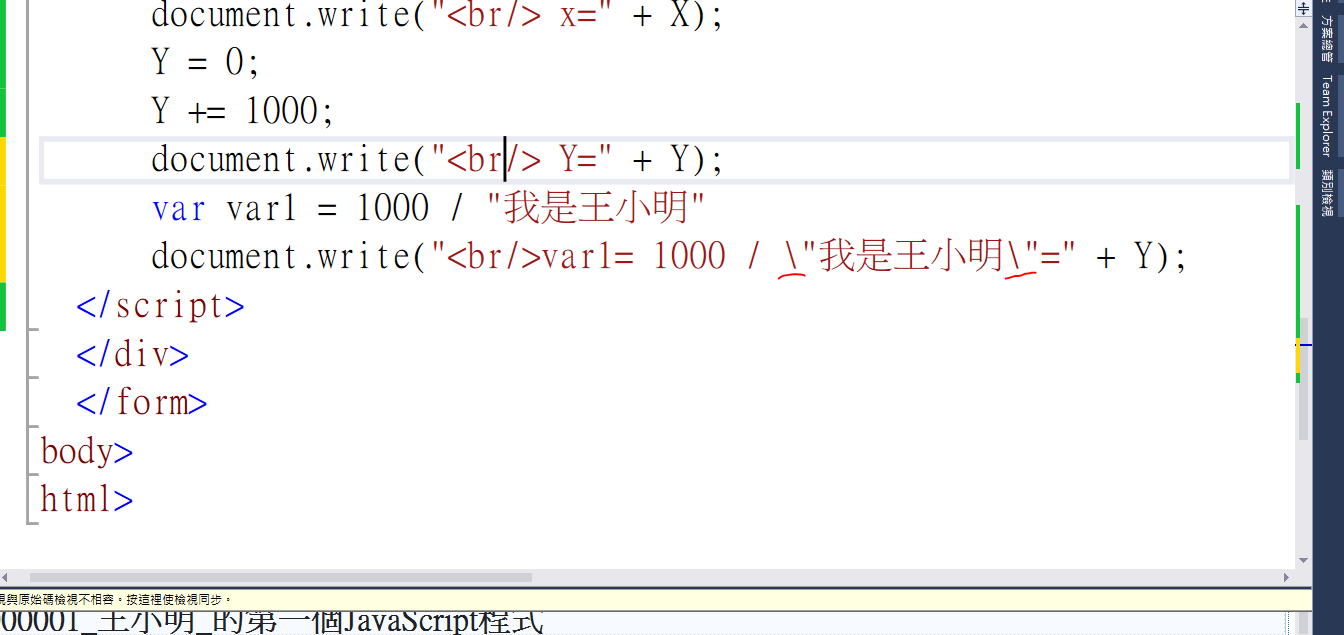 document.write("<br/> x=" + X);
Y = 0;
Y += 1000;
document.write("<br/> Y=" + Y);
var var1 = 1000 / "我是王小明"
document.write("<br/>var1= 1000 / \"我是王小明\"=" + Y);
</script>
</div>
</form>
body>
html>
視與原始碼檢視不相容。按這裡使檢視同步。
00001_王小明_的第一個JavaScript程式
方案總管
Team Explorer
類別檢視